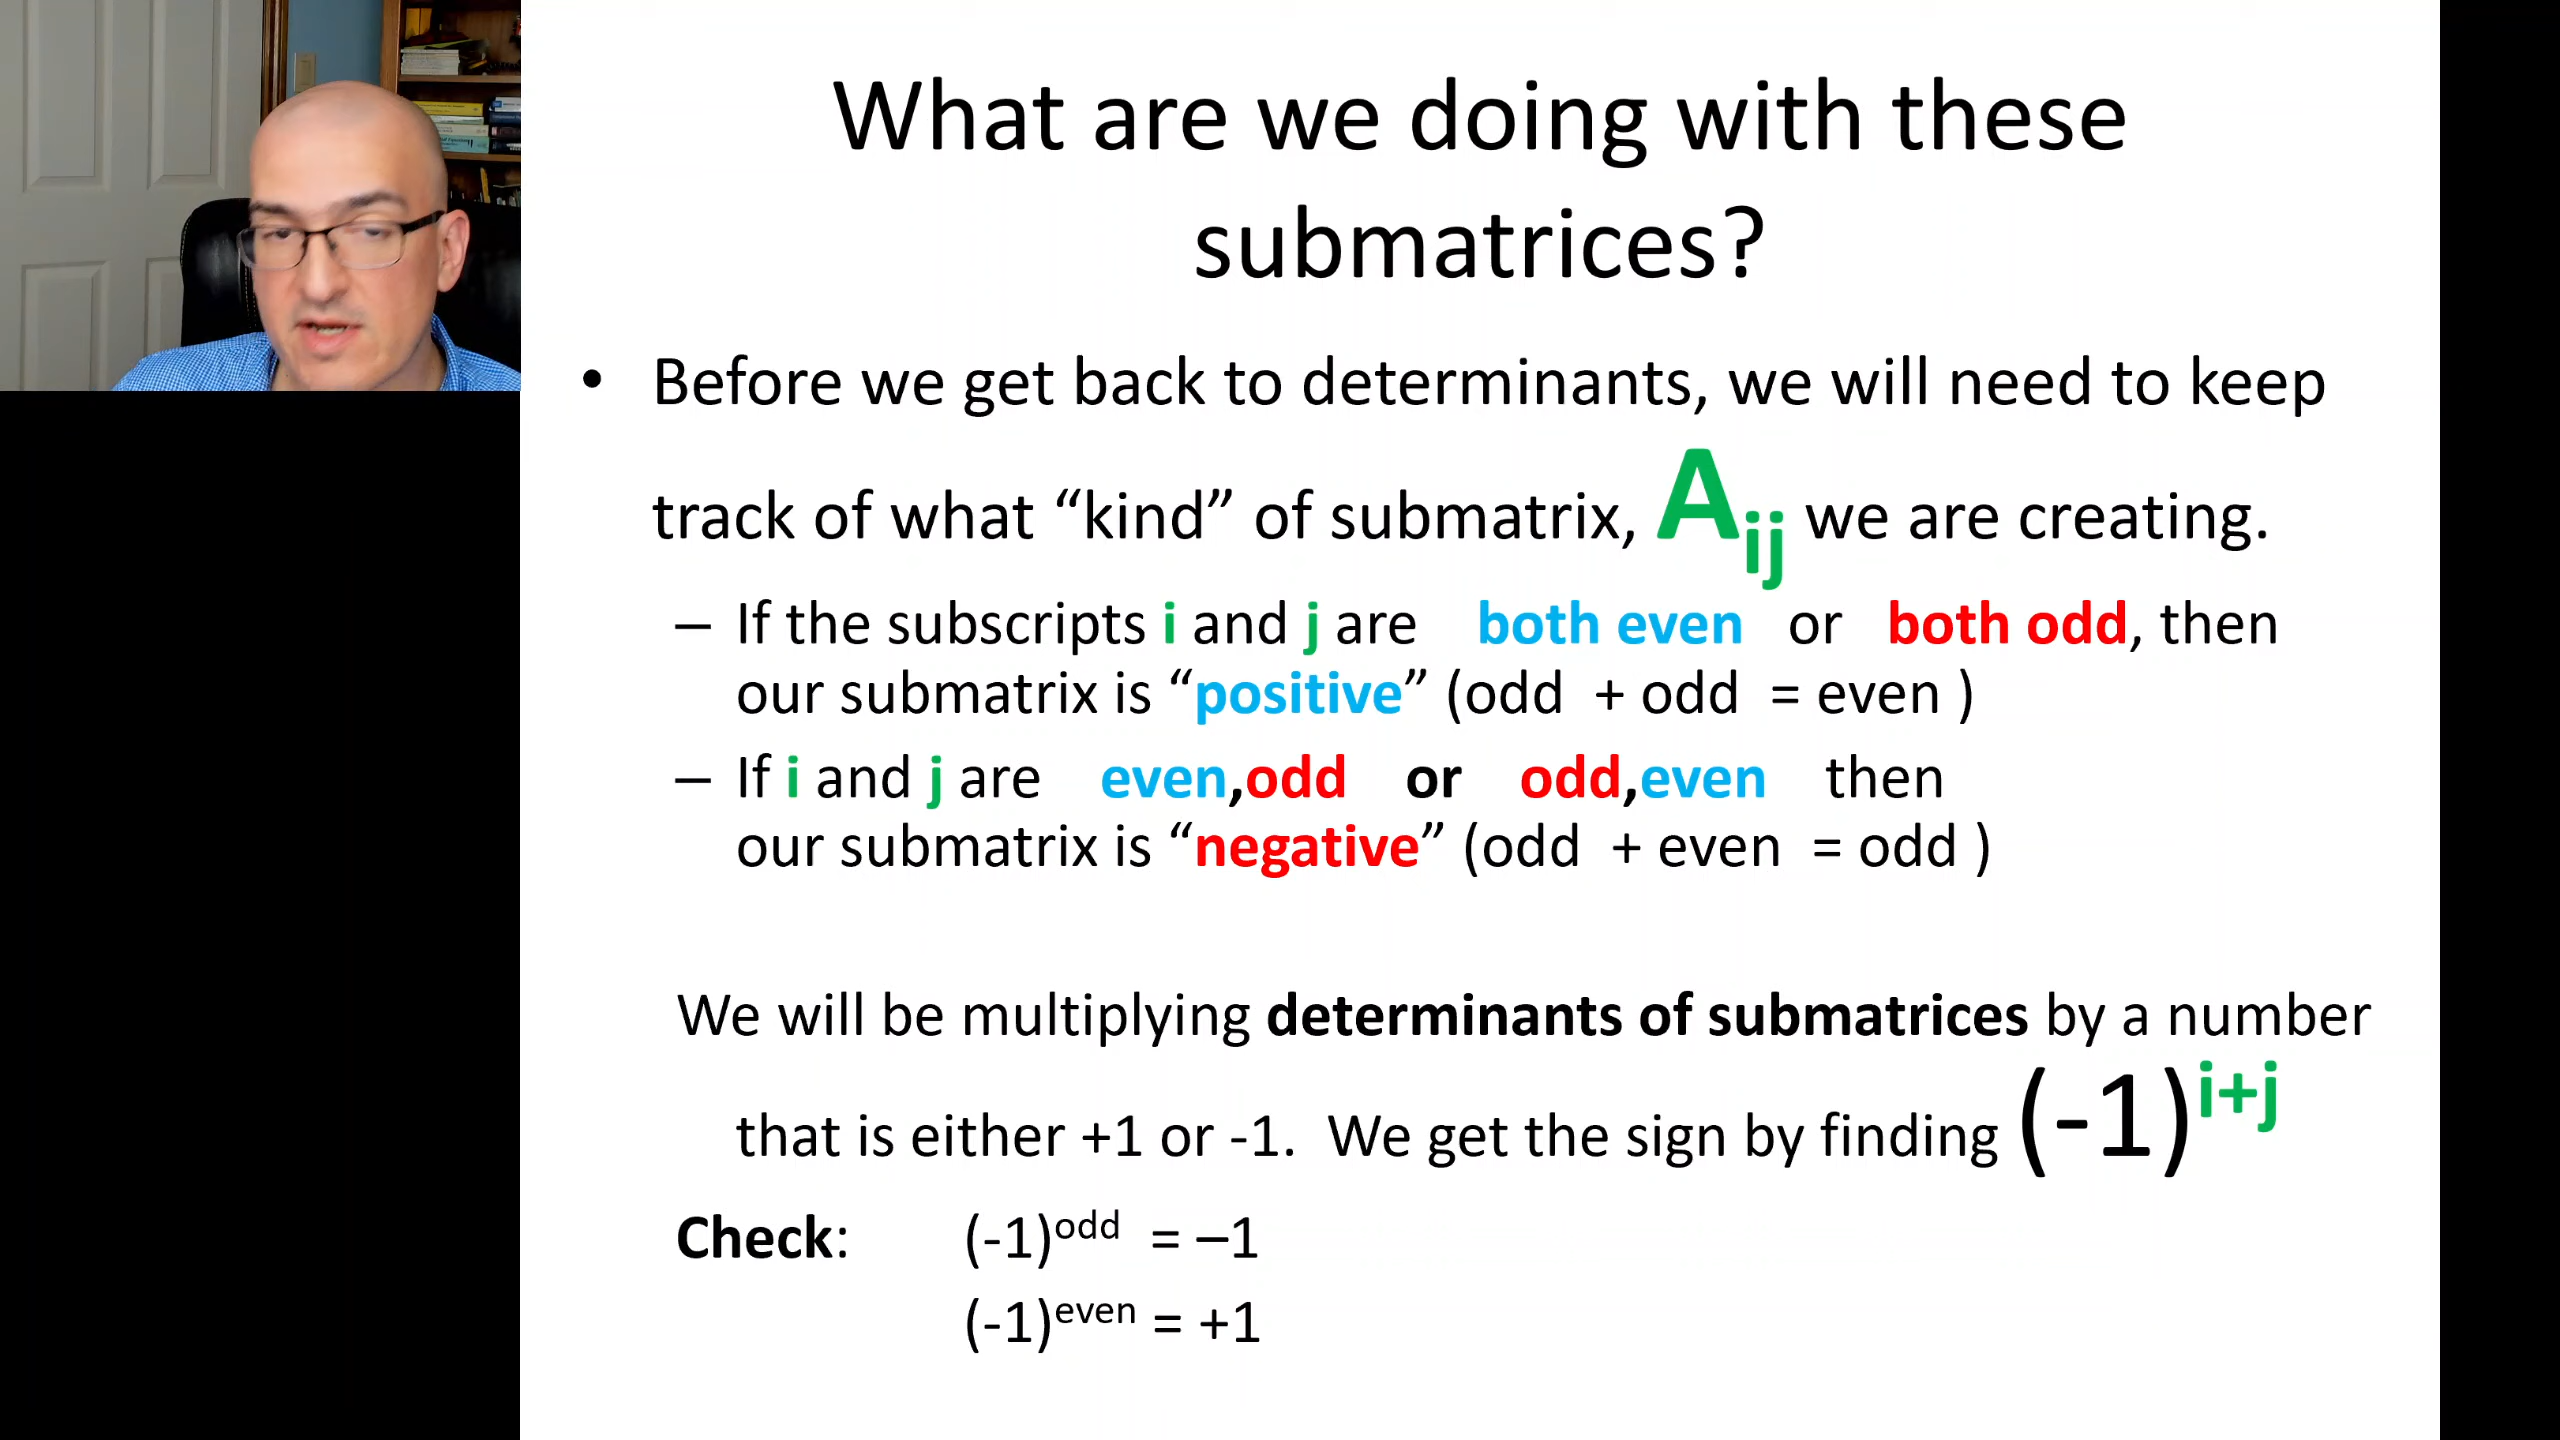 What are we doing with these
submatrices?
• Before we get back to determinants, we will need to keep
track of what “kind” of submatrix, Aij we are creating.
– If the subscripts i and j are both even or both odd, then
our submatrix is “positive” (odd + odd = even )
– If i and j are even,odd or odd,even then
our submatrix is “negative” (odd + even = odd )
We will be multiplying determinants of submatrices by a number
that is either +1 or -1. We get the sign by finding (-1)^i+j
Check: (-1)^odd = –1
(-1)^even = +1